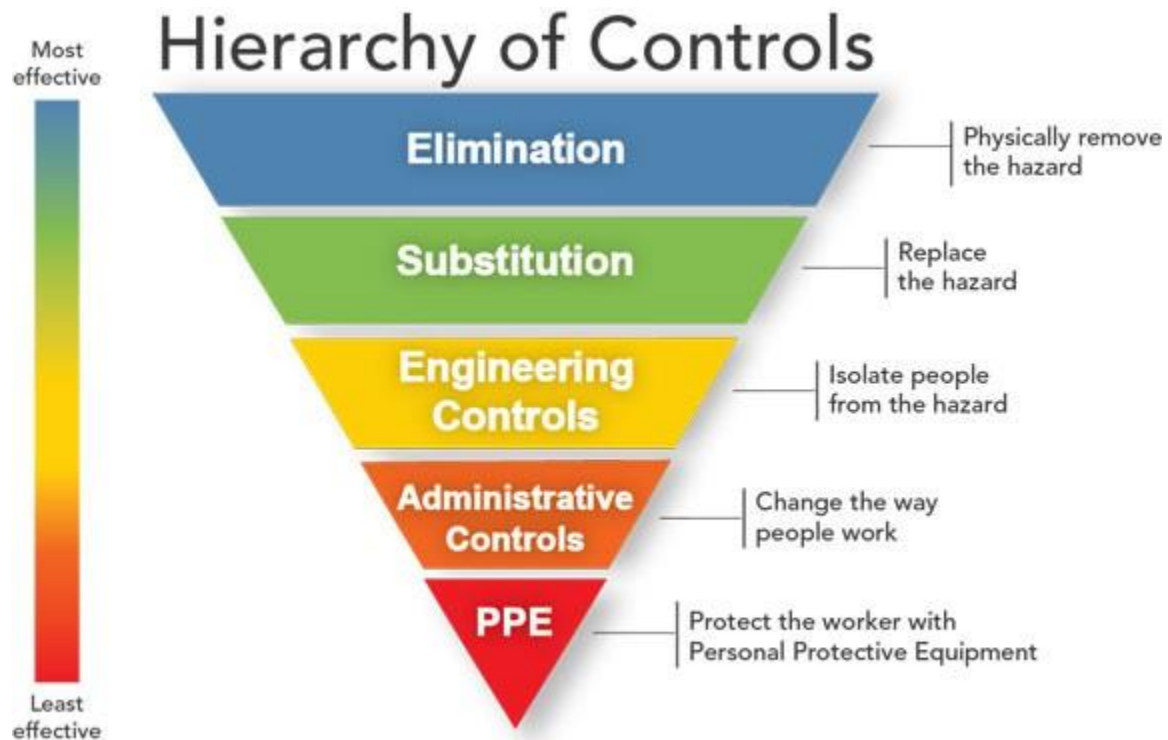 Hierarchy of Controls
Most
effective
Elimination
Physically remove
the hazard
Substitution
Replace
the hazard
Engineering
Controls
Isolate people
from the hazard
Administrative
Controls
Change the way
people work
PPE
Protect the worker with
Personal Protective Equipment
Least
effective